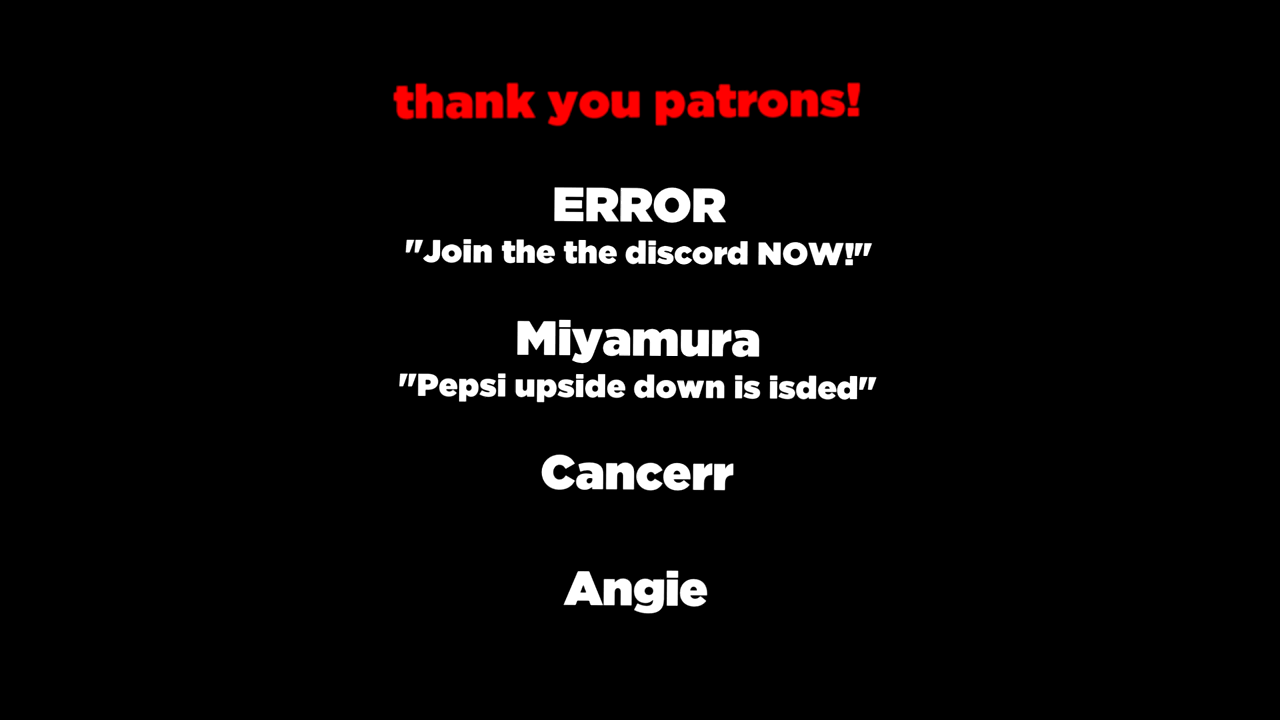 thank you patrons!
ERROR
"Join the the discord NOW!"
Miyamura
"Pepsi upside down is isded"
Cancerr
Angie